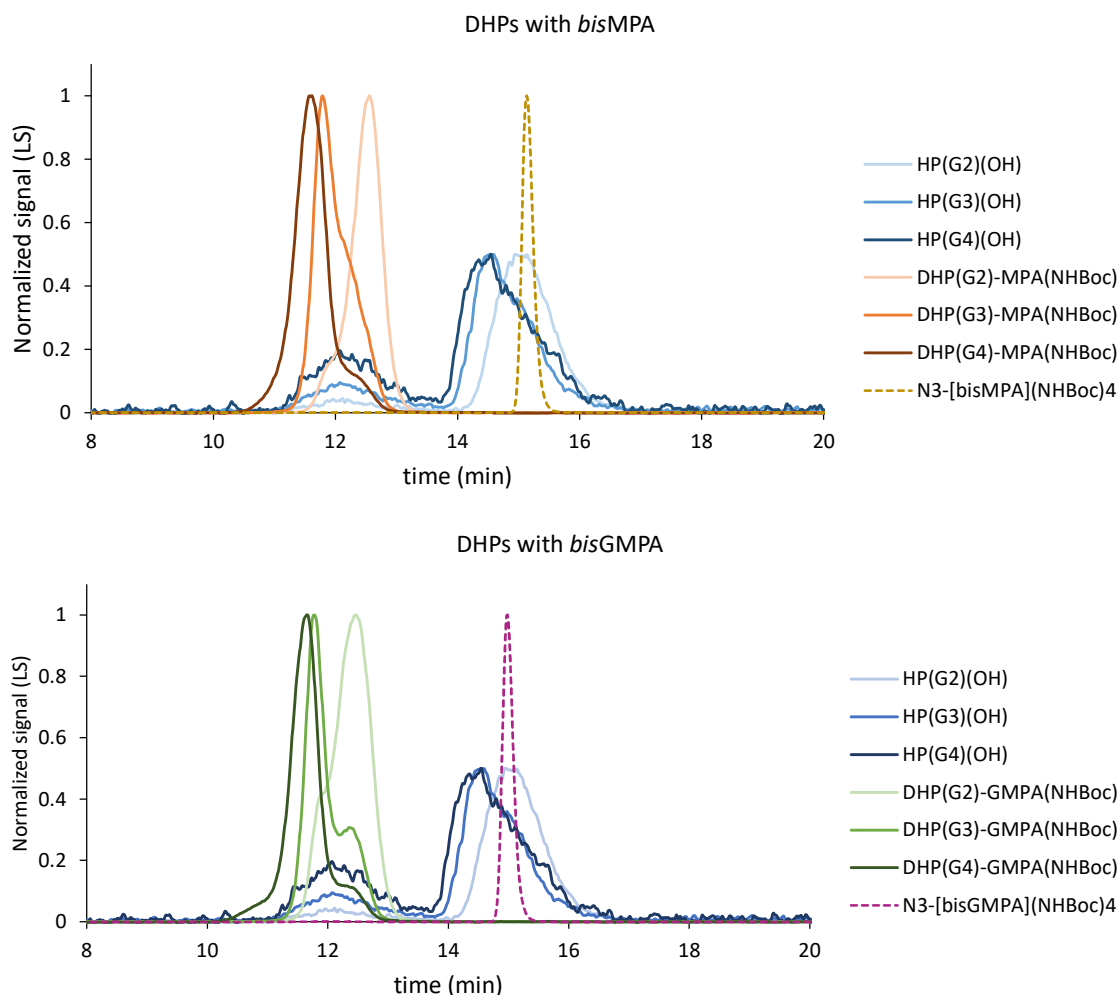 DHPs with bisMPA
Normalized signal (LS)
1
0.8
0.6
0.4
0.2
0
8 10 12 14 16 18 20
time (min)
HP(G2)(OH)
HP(G3)(OH)
HP(G4)(OH)
DHP(G2)-MPA(NHBoc)
DHP(G3)-MPA(NHBoc)
DHP(G4)-MPA(NHBoc)
N3-[bisMPA](NHBoc)4
DHPs with bisGMPA
Normalized signal (LS)
1
0.8
0.6
0.4
0.2
0
8 10 12 14 16 18 20
time (min)
HP(G2)(OH)
HP(G3)(OH)
HP(G4)(OH)
DHP(G2)-GMPA(NHBoc)
DHP(G3)-GMPA(NHBoc)
DHP(G4)-GMPA(NHBoc)
N3-[bisGMPA](NHBoc)4